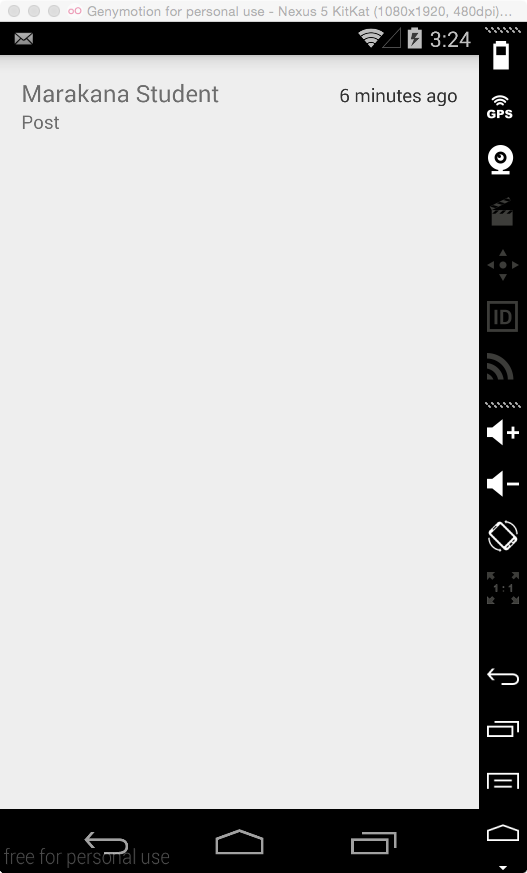 Genymotion for personal use - Nexus 5 KitKat (1080x1920, 480dpi)...
3:24
Marakana Student
6 minutes ago
Post
GPS
ID
1:1
free for personal use